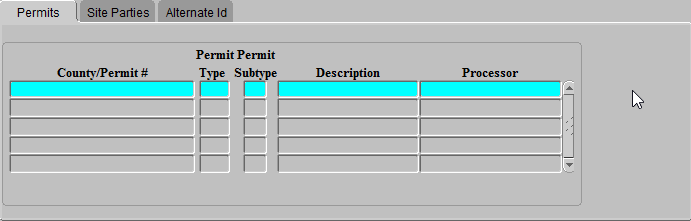 Permits Site Parties Alternate Id
Permit Permit
County/Permit # Type Subtype Description Processor